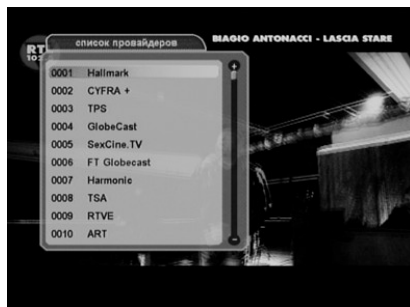 список провайдеров
BIAGIO ANTONACCI - LASCIA STARE
RTL
102
0001 Hallmark
0002 CYFRA +
0003 TPS
0004 GlobeCast
0005 SexCine.TV
0006 FT Globecast
0007 Harmonic
0008 TSA
0009 RTVE
0010 ART